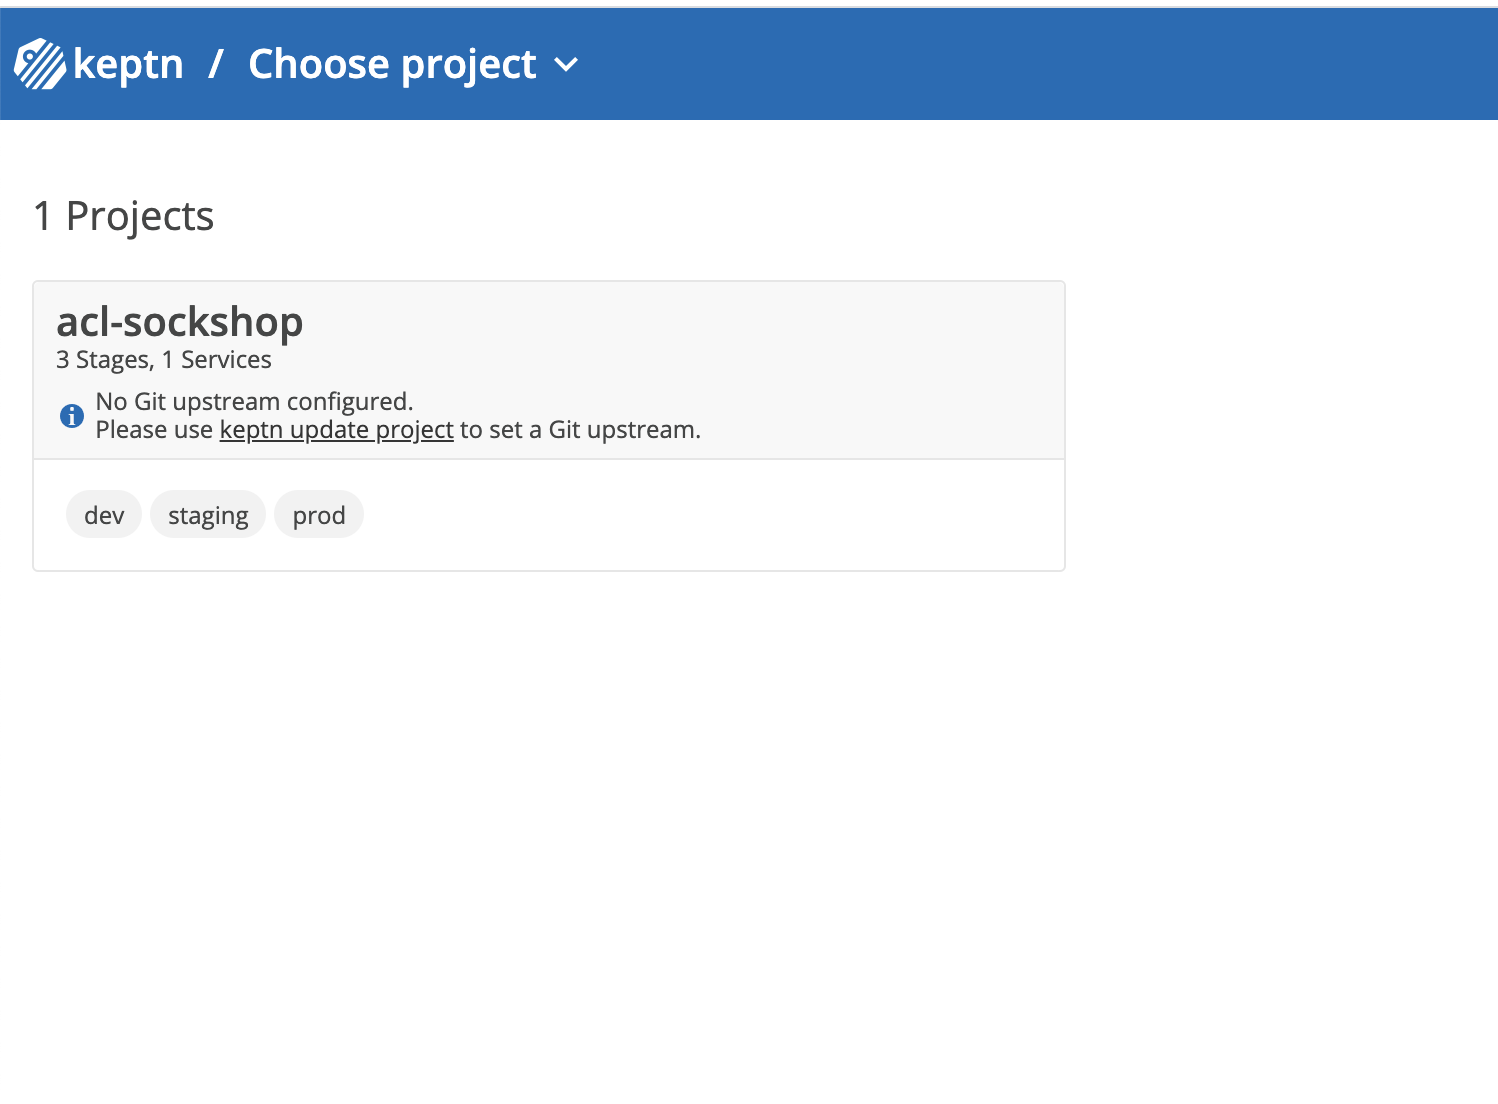 keptn / Choose project
1 Projects
acl-sockshop
3 Stages, 1 Services
No Git upstream configured.
Please use keptn update project to set a Git upstream.
dev staging prod